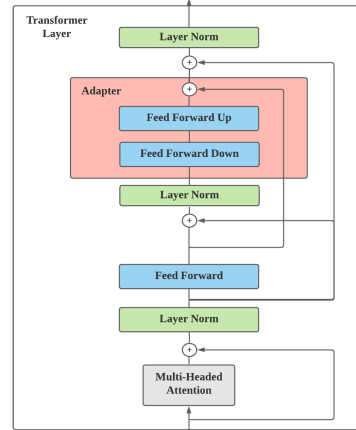 Transformer
Layer
Layer Norm
+
Adapter
+
Feed Forward Up
Feed Forward Down
Layer Norm
+
Feed Forward
Layer Norm
+
Multi-Headed
Attention